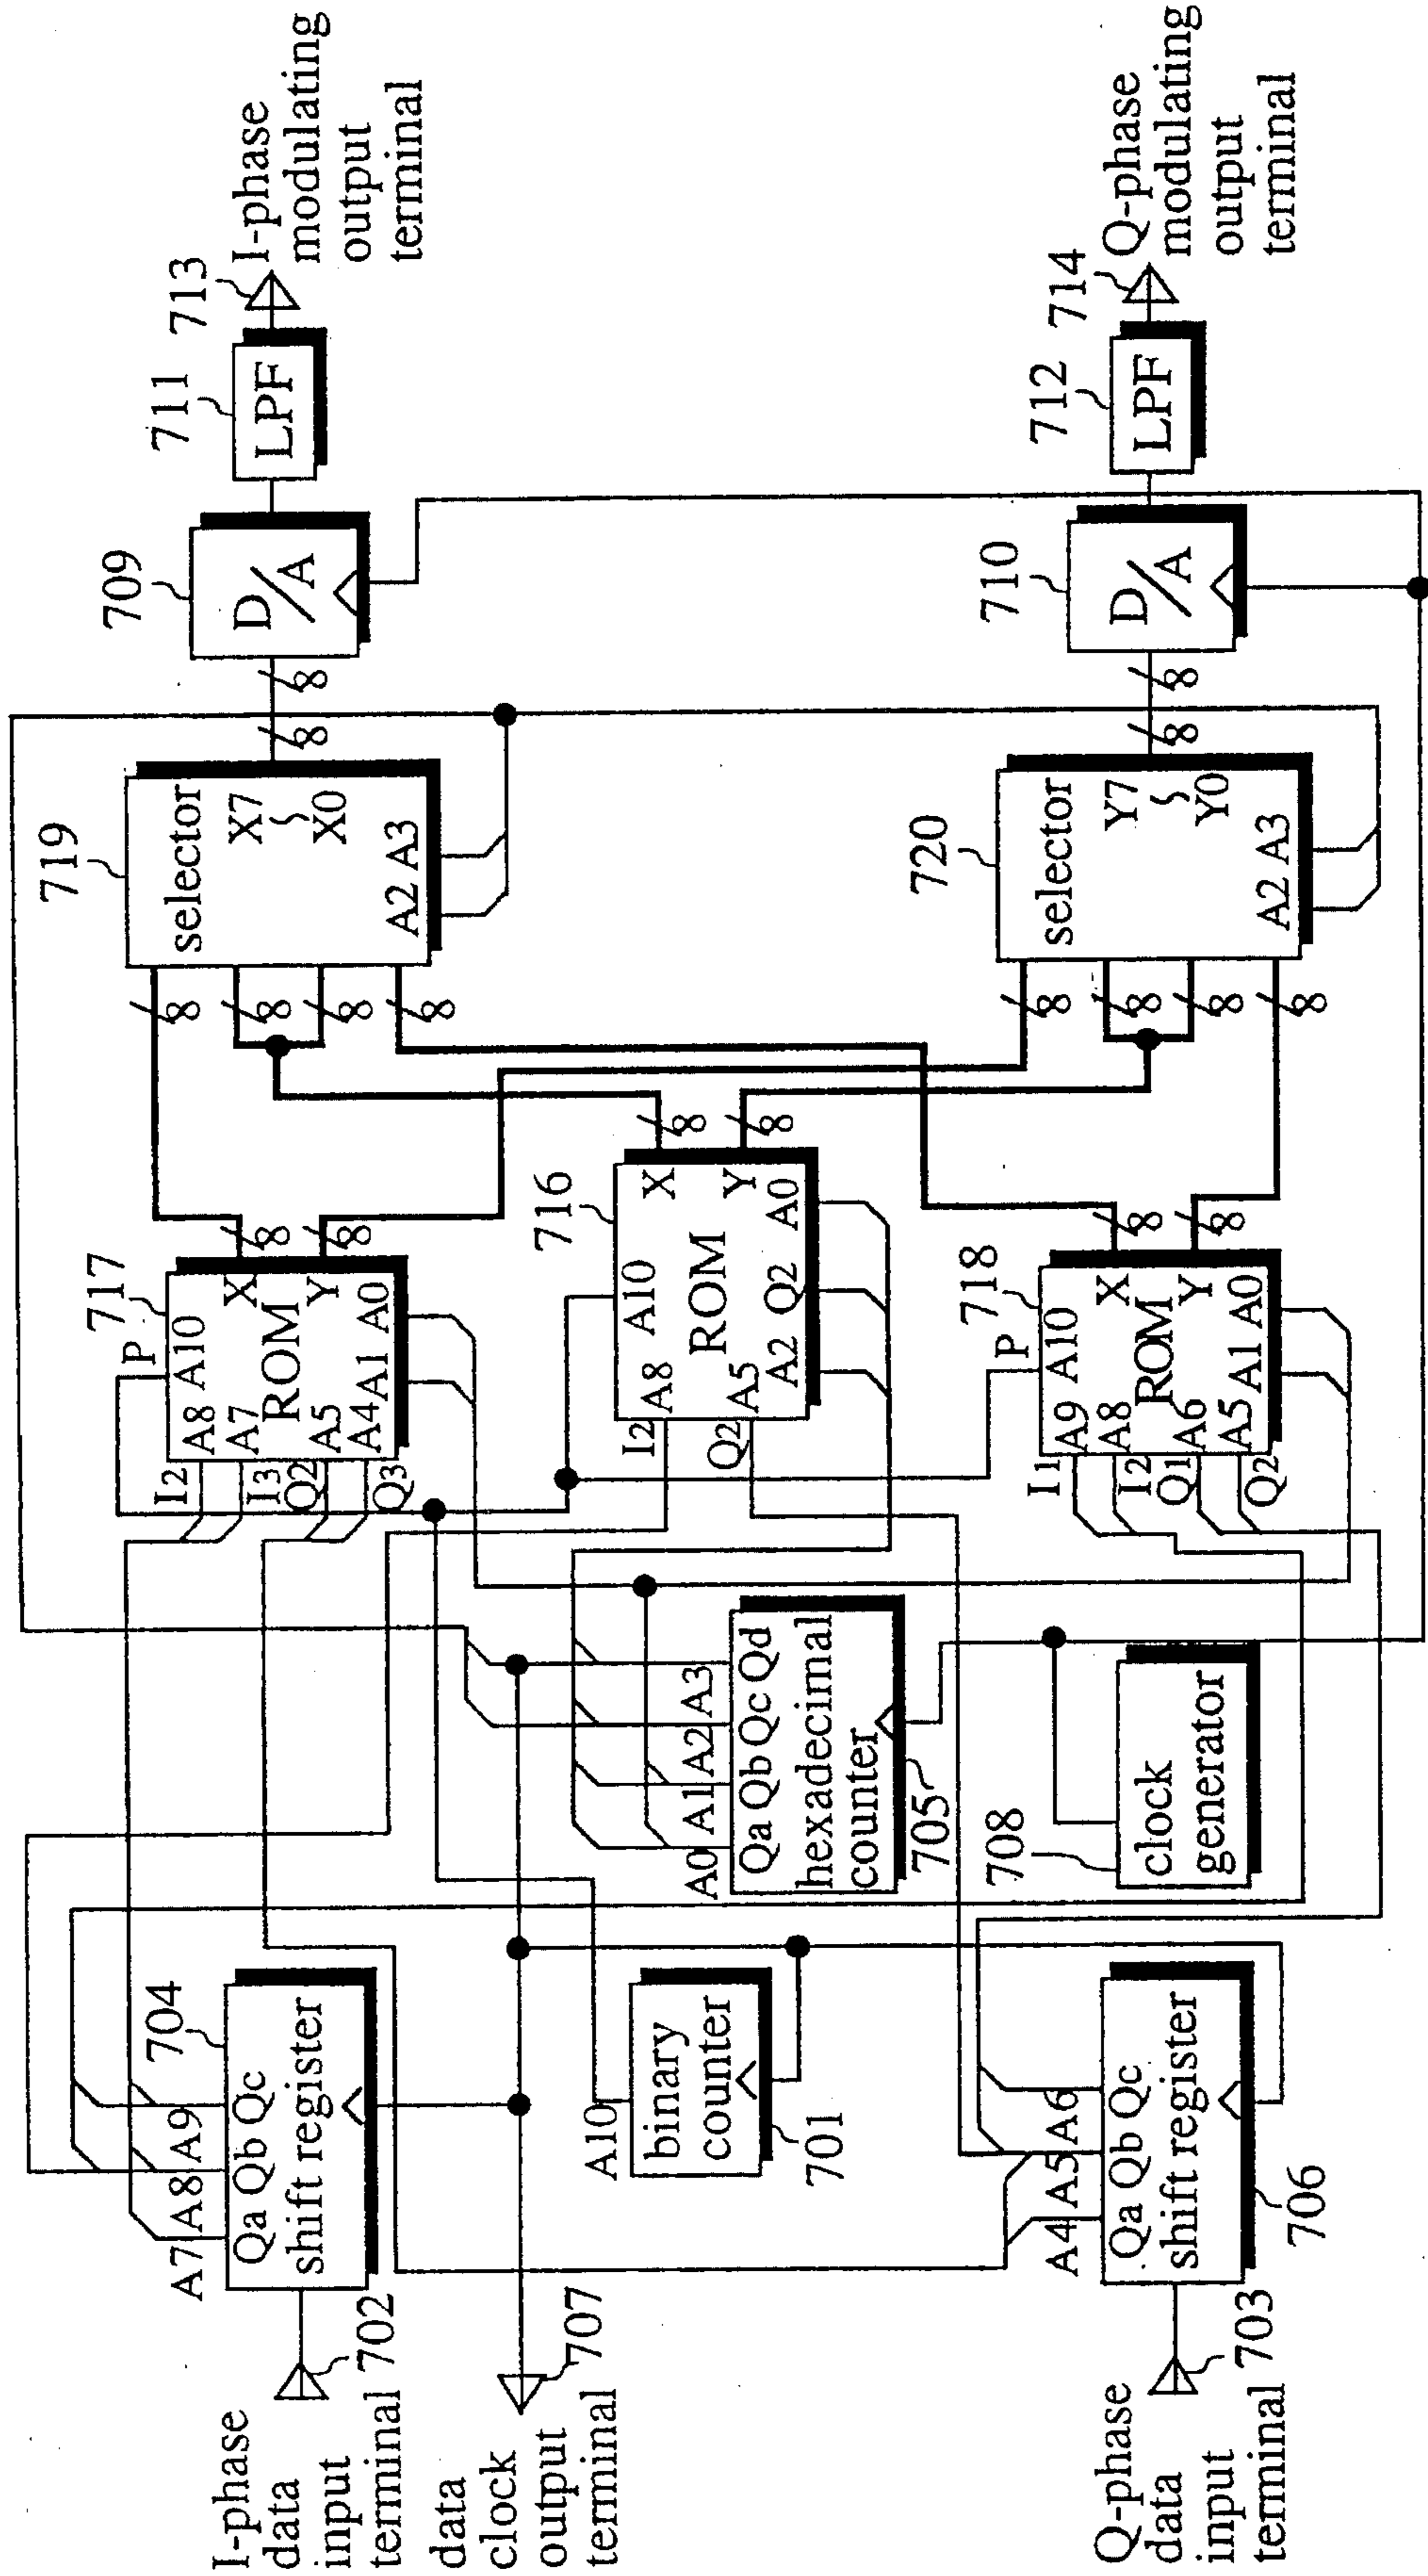 I-phase
data
input
terminal
702
704
A7 A8 A9
Qa Qb Qc
shift register
data
clock
output
terminal
707
A10
binary
counter
701
Q-phase
data
input
terminal
703
A4 A5 A6
Qa Qb Qc
shift register
706
A0 A1 A2 A3
Qa Qb Qc Qd
hexadecimal
counter
705
708
clock
generator
717
P
I2
A8
A10
A7
I3
ROM
X
Q2
A5
Y
A4
Q3
A1 A0
8
8
716
I2
A8
A10
X
ROM
Q2
A5
Y
A2 Q2 A0
8
8
718
P
I1
A9
A10
A8
I2
ROM
X
Q1
A6
Y
A5
Q2
A1 A0
8
8
719
selector
X7
X0
A2 A3
8
8
8
8
8
8
720
selector
Y7
Y0
A2 A3
8
8
8
8
8
8
709
D/A
711
LPF
713
I-phase
modulating
output
terminal
710
D/A
712
LPF
714
Q-phase
modulating
output
terminal